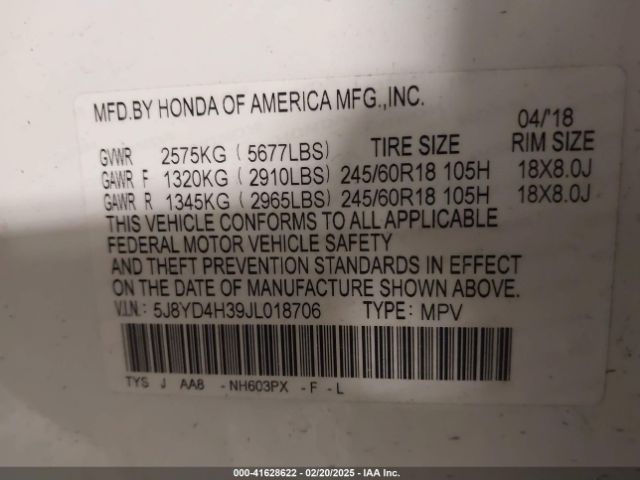 MFD.BY HONDA OF AMERICA MFG.,INC.
04/'18
GVWR 2575KG ( 5677LBS) TIRE SIZE RIM SIZE
GAWR F 1320KG ( 2910LBS) 245/60R18 105H 18X8.0J
GAWR R 1345KG ( 2965LBS) 245/60R18 105H 18X8.0J
THIS VEHICLE CONFORMS TO ALL APPLICABLE
FEDERAL MOTOR VEHICLE SAFETY
AND THEFT PREVENTION STANDARDS IN EFFECT
ON THE DATE OF MANUFACTURE SHOWN ABOVE.
V.I.N.: 5J8YD4H39JL018706 TYPE: MPV
TYS J AA8 -NH603PX -F -L
000-41628622 - 02/20/2025 - IAA Inc.